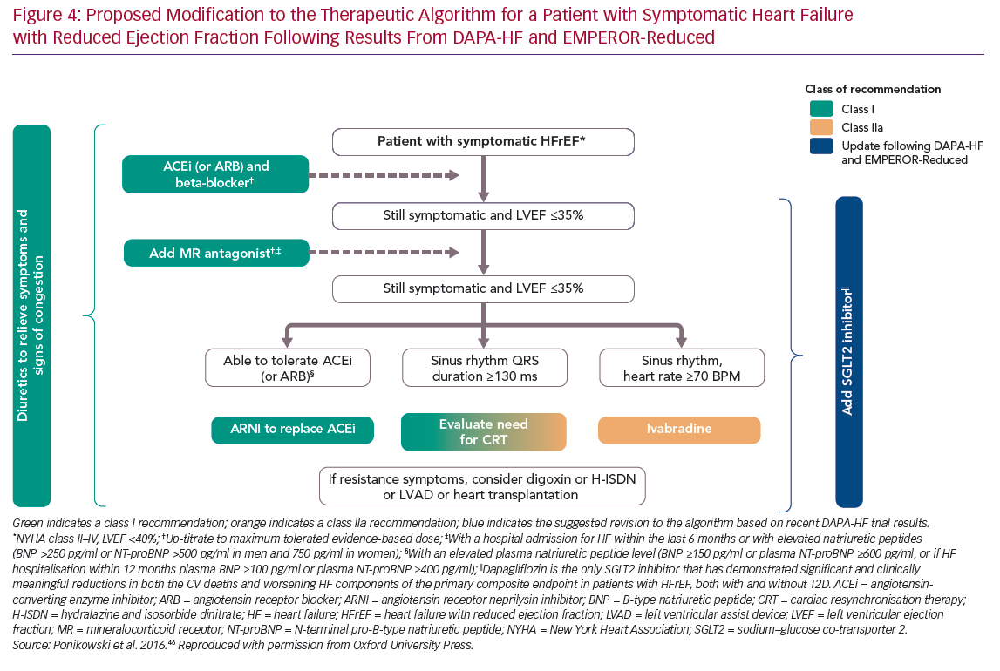 Figure 4: Proposed Modification to the Therapeutic Algorithm for a Patient with Symptomatic Heart Failure
with Reduced Ejection Fraction Following Results From DAPA-HF and EMPEROR-Reduced
Class of recommendation
Class I
Class IIa
Update following DAPA-HF
and EMPEROR-Reduced
Diuretics to relieve symptoms and
signs of congestion
Patient with symptomatic HFrEF*
ACEi (or ARB) and
beta-blocker†
Still symptomatic and LVEF ≤35%
Add MR antagonist†,‡
Still symptomatic and LVEF ≤35%
Able to tolerate ACEi
(or ARB)§
Sinus rhythm QRS
duration ≥130 ms
Sinus rhythm,
heart rate ≥70 BPM
ARNI to replace ACEi
Evaluate need
for CRT
Ivabradine
If resistance symptoms, consider digoxin or H-ISDN
or LVAD or heart transplantation
Add SGLT2 inhibitor||
Green indicates a class I recommendation; orange indicates a class IIa recommendation; blue indicates the suggested revision to the algorithm based on recent DAPA-HF trial results.
*NYHA class II–IV, LVEF <40%; †Up-titrate to maximum tolerated evidence-based dose; ‡With a hospital admission for HF within the last 6 months or with elevated natriuretic peptides
(BNP >250 pg/ml or NT-proBNP >500 pg/ml in men and 750 pg/ml in women); §With an elevated plasma natriuretic peptide level (BNP ≥150 pg/ml or plasma NT-proBNP ≥600 pg/ml, or if HF
hospitalisation within 12 months plasma BNP ≥100 pg/ml or plasma NT-proBNP ≥400 pg/ml); ||Dapagliflozin is the only SGLT2 inhibitor that has demonstrated significant and clinically
meaningful reductions in both the CV deaths and worsening HF components of the primary composite endpoint in patients with HFrEF, both with and without T2D. ACEi = angiotensin-
converting enzyme inhibitor; ARB = angiotensin receptor blocker; ARNI = angiotensin receptor neprilysin inhibitor; BNP = B-type natriuretic peptide; CRT = cardiac resynchronisation therapy;
H-ISDN = hydralazine and isosorbide dinitrate; HF = heart failure; HFrEF = heart failure with reduced ejection fraction; LVAD = left ventricular assist device; LVEF = left ventricular ejection
fraction; MR = mineralocorticoid receptor; NT-proBNP = N-terminal pro-B-type natriuretic peptide; NYHA = New York Heart Association; SGLT2 = sodium–glucose co-transporter 2.
Source: Ponikowski et al. 2016.⁴⁶ Reproduced with permission from Oxford University Press.